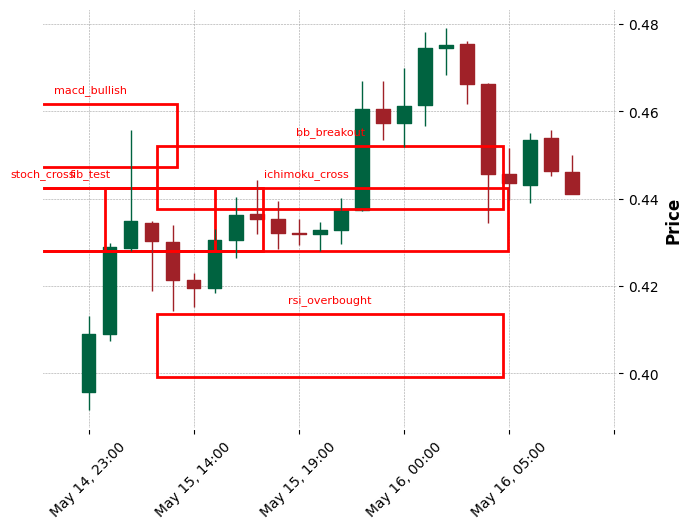 0.48
macd_bullish
0.46
bb_breakout
stoch_cross
fib_test
ichimoku_cross
0.44
Price
0.42
rsi_overbought
0.40
May 14, 23:00
May 15, 14:00
May 15, 19:00
May 16, 00:00
May 16, 05:00